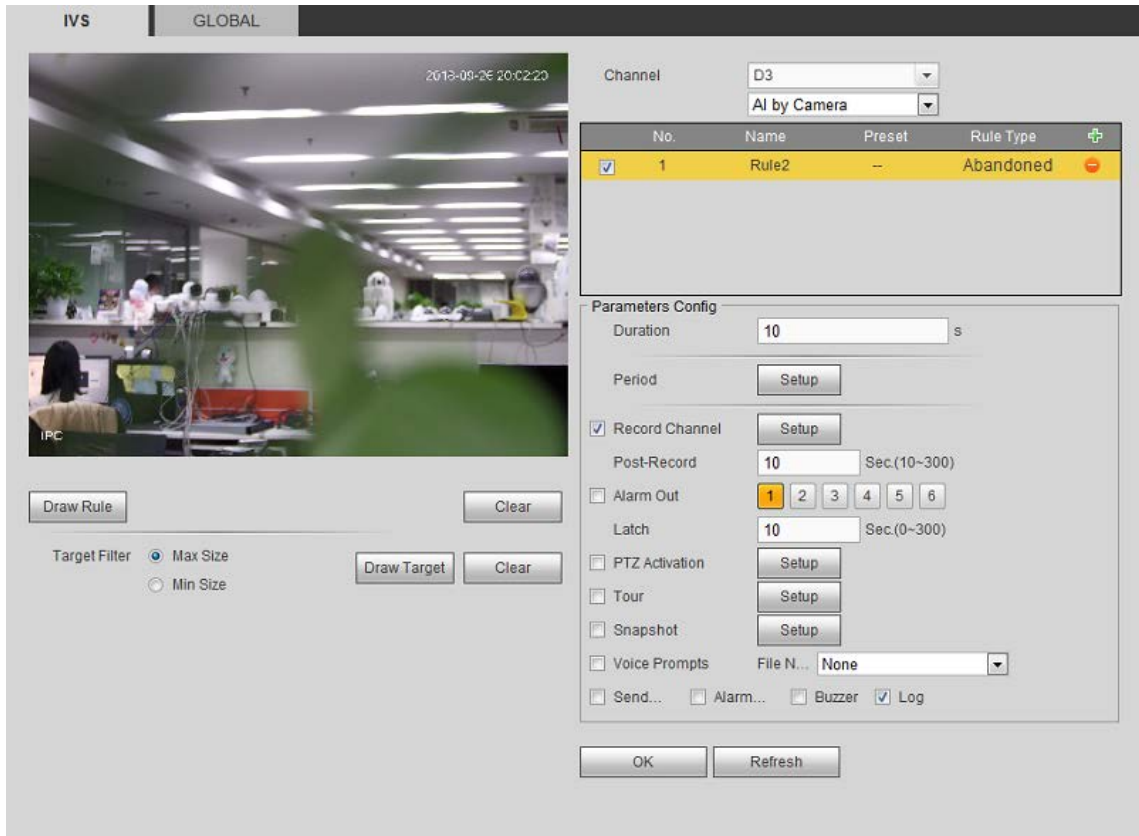 IVS GLOBAL
2018-09-26 20:02:20
IPC
Draw Rule Clear
Target Filter Max Size
Min Size
Draw Target Clear
Channel D3
AI by Camera
No. Name Preset Rule Type
1 Rule2 -- Abandoned
Parameters Config
Duration 10 s
Period Setup
Record Channel Setup
Post-Record 10 Sec.(10~300)
Alarm Out 1 2 3 4 5 6
Latch 10 Sec.(0~300)
PTZ Activation Setup
Tour Setup
Snapshot Setup
Voice Prompts File N... None
Send... Alarm... Buzzer Log
OK Refresh